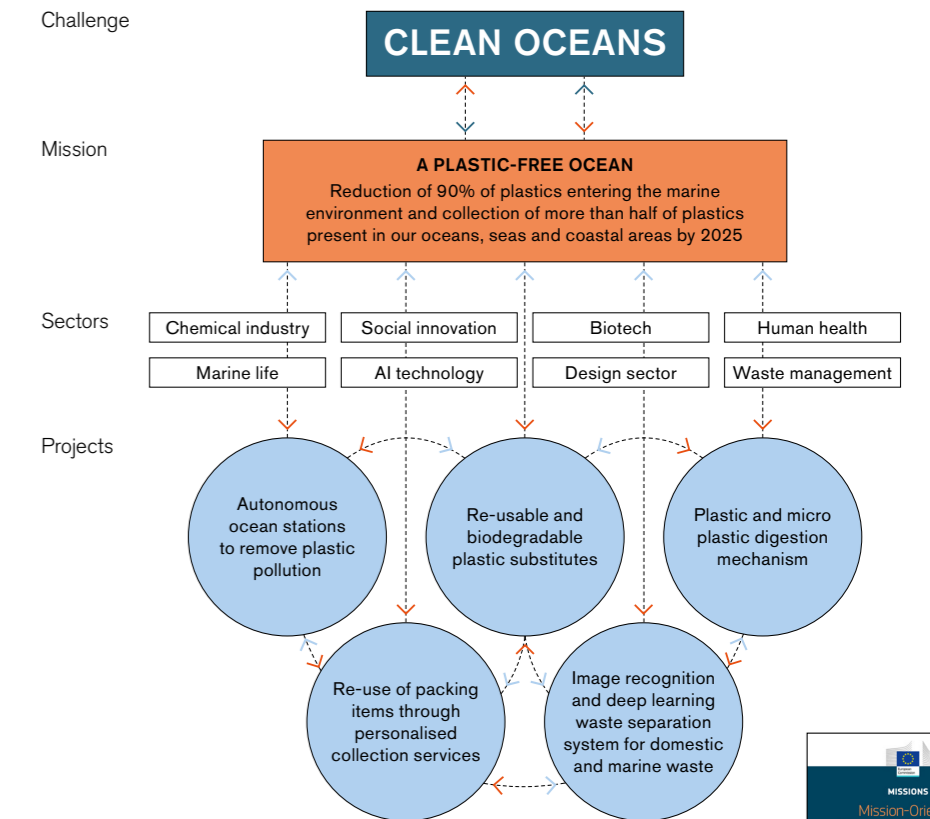 Challenge
CLEAN OCEANS
Mission
A PLASTIC-FREE OCEAN
Reduction of 90% of plastics entering the marine
environment and collection of more than half of plastics
present in our oceans, seas and coastal areas by 2025
Sectors
Chemical industry
Social innovation
Biotech
Human health
Marine life
AI technology
Design sector
Waste management
Projects
Autonomous
ocean stations
to remove plastic
pollution
Re-usable and
biodegradable
plastic substitutes
Plastic and micro
plastic digestion
mechanism
Re-use of packing
items through
personalised
collection services
Image recognition
and deep learning
waste separation
system for domestic
and marine waste
European
Commission
MISSIONS
Mission-Orie